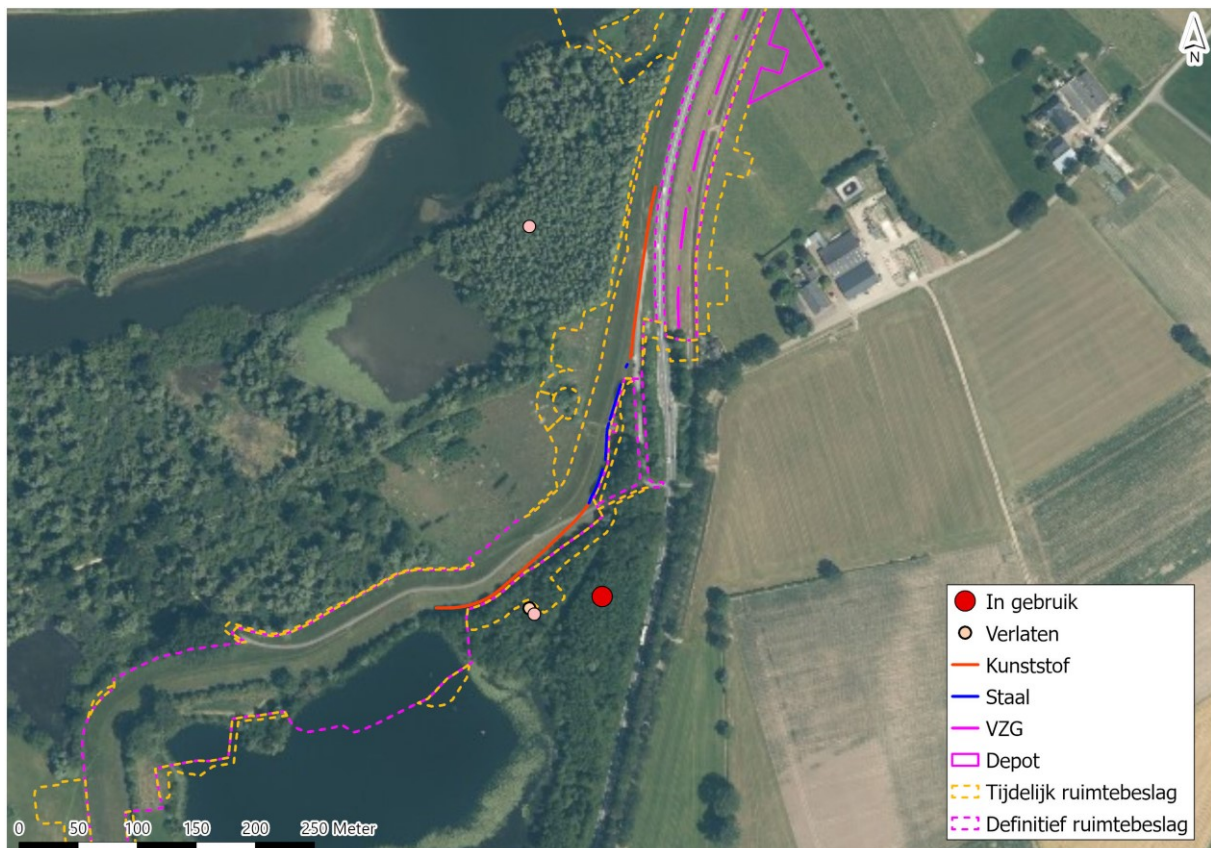 N
In gebruik
Verlaten
Kunststof
Staal
VZG
Depot
Tijdelijk ruimtebeslag
Definitief ruimtebeslag
0 50 100 150 200 250 Meter